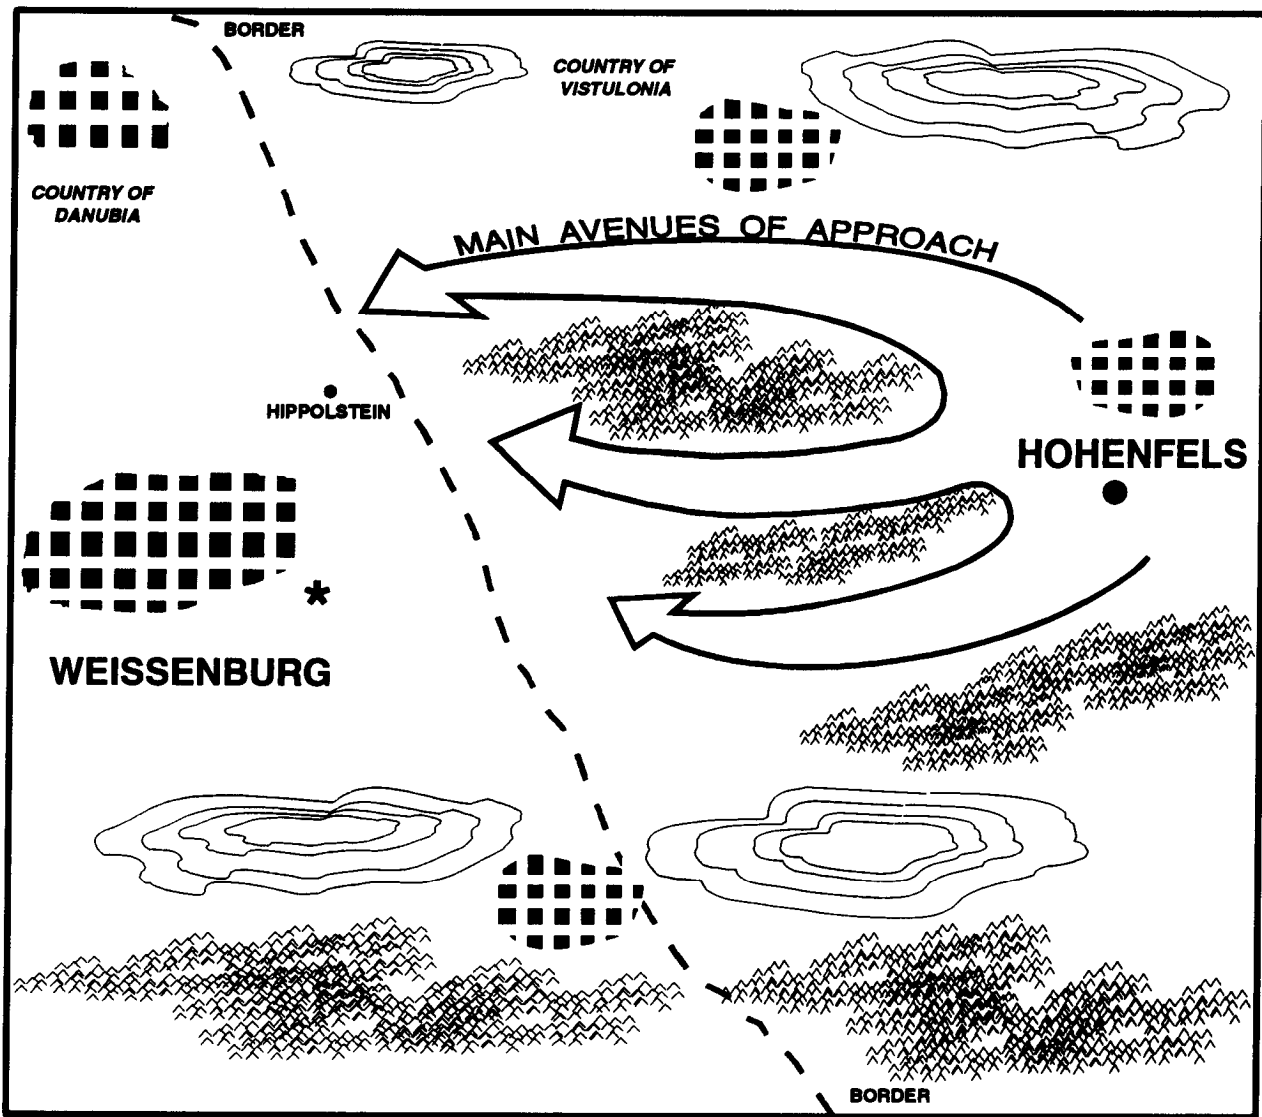 BORDER
COUNTRY OF
VISTULONIA
COUNTRY OF
DANUBIA
MAIN AVENUES OF APPROACH
HIPPOLSTEIN
HOHENFELS
*
WEISSENBURG
BORDER